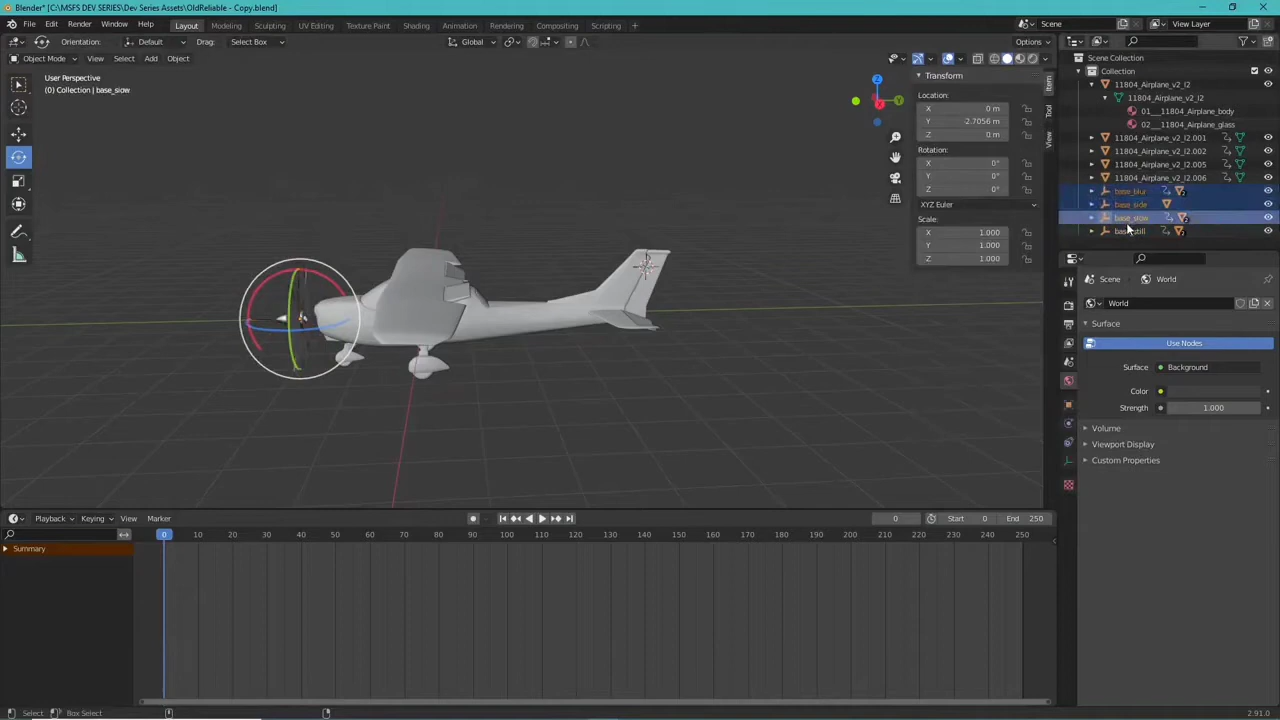 Blender* [C:\MSFS DEV SERIES\Dev Series Assets\OldReliable - Copy.blend]
File Edit Render Window Help Layout Modeling Sculpting UV Editing Texture Paint Shading Animation Rendering Compositing Scripting + Scene View Layer
Orientation: Default Drag: Select Box Global Options
Object Mode View Select Add Object
User Perspective
(0) Collection | base_slow
Z
Y
X
Transform
Location:
X 0 m
Y -2.7056 m
Z 0 m
Rotation:
X 0°
Y 0°
Z 0°
XYZ Euler
Scale:
X 1.000
Y 1.000
Z 1.000
Item
Tool
View
Scene Collection
Collection
11804_Airplane_v2_l2
11804_Airplane_v2_l2
01___11804_Airplane_body
02___11804_Airplane_glass
11804_Airplane_v2_l2.001
11804_Airplane_v2_l2.002
11804_Airplane_v2_l2.005
11804_Airplane_v2_l2.006
base_blur
base_side
base_slow
base_still
Scene World
World
Surface
Use Nodes
Surface Background
Color
Strength 1.000
Volume
Viewport Display
Custom Properties
Playback Keying View Marker 0 Start 0 End 250
0 10 20 30 40 50 60 70 80 90 100 110 120 130 140 150 160 170 180 190 200 210 220 230 240 250
Summary
Select Box Select 2.91.0